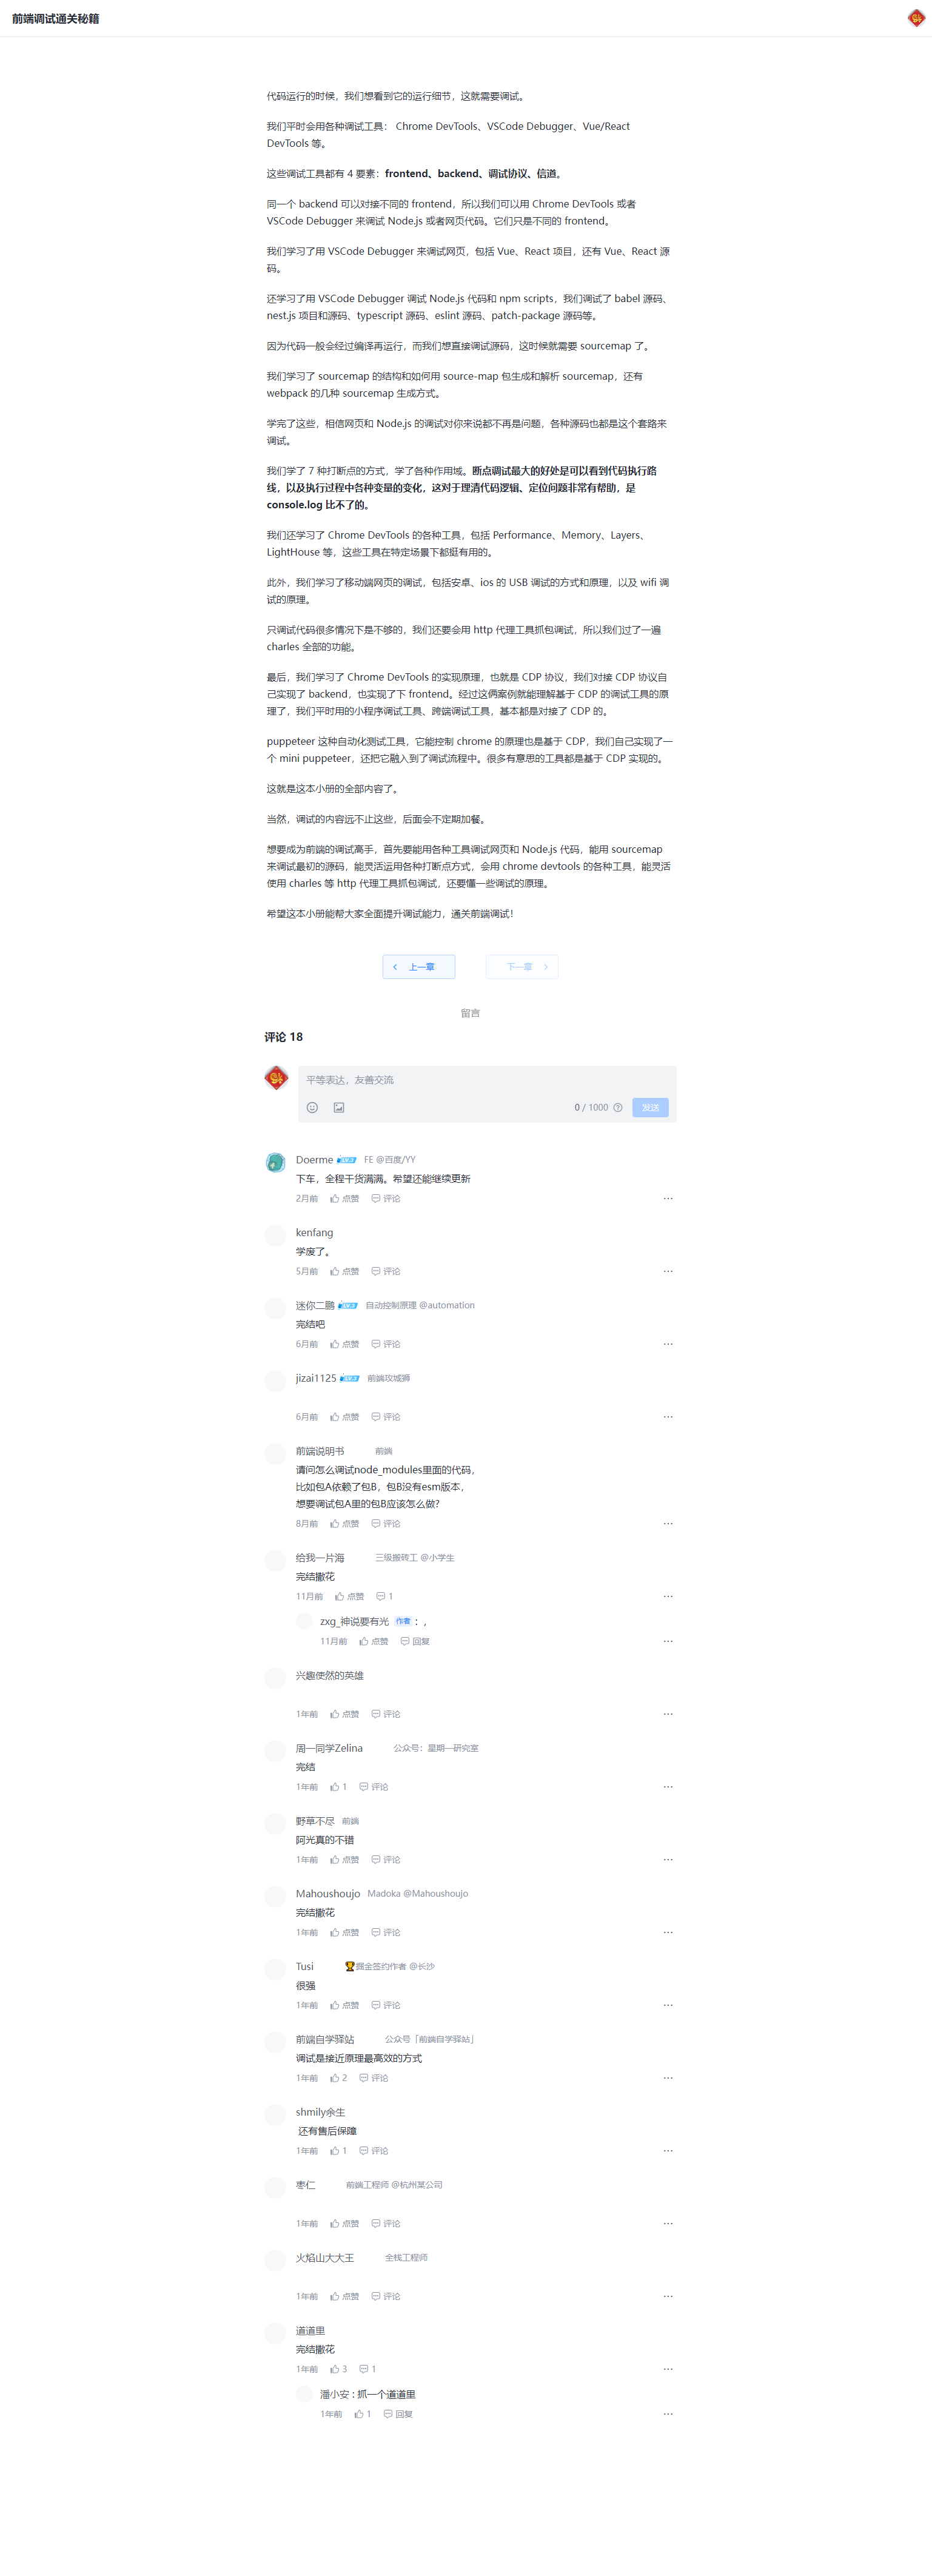 前端调试通关秘籍
代码运行的时候，我们想看到它的运行细节，这就需要调试。
我们平时会用各种调试工具： Chrome DevTools、VSCode Debugger、Vue/React
DevTools 等。
这些调试工具都有 4 要素：frontend、backend、调试协议、信道。
同一个 backend 可以对接不同的 frontend，所以我们可以用 Chrome DevTools 或者
VSCode Debugger 来调试 Node.js 或者网页代码。它们只是不同的 frontend。
我们学习了用 VSCode Debugger 来调试网页，包括 Vue、React 项目，还有 Vue、React 源
码。
还学习了用 VSCode Debugger 调试 Node.js 代码和 npm scripts，我们调试了 babel 源码、
nest.js 项目和源码、typescript 源码、eslint 源码、patch-package 源码等。
因为代码一般会经过编译再运行，而我们想直接调试源码，这时候就需要 sourcemap 了。
我们学习了 sourcemap 的结构和如何用 source-map 包生成和解析 sourcemap，还有
webpack 的几种 sourcemap 生成方式。
学完了这些，相信网页和 Node.js 的调试对你来说都不再是问题，各种源码也都是这个套路来
调试。
我们学了 7 种打断点的方式，学了各种作用域。断点调试最大的好处是可以看到代码执行路
线，以及执行过程中各种变量的变化，这对于理清代码逻辑、定位问题非常有帮助，是
console.log 比不了的。
我们还学习了 Chrome DevTools 的各种工具，包括 Performance、Memory、Layers、
LightHouse 等，这些工具在特定场景下都挺有用的。
此外，我们学习了移动端网页的调试，包括安卓、ios 的 USB 调试的方式和原理，以及 wifi 调
试的原理。
只调试代码很多情况下是不够的，我们还要会用 http 代理工具抓包调试，所以我们过了一遍
charles 全部的功能。
最后，我们学习了 Chrome DevTools 的实现原理，也就是 CDP 协议，我们对接 CDP 协议自
己实现了 backend，也实现了下 frontend。经过这俩案例就能理解基于 CDP 的调试工具的原
理了，我们平时用的小程序调试工具、跨端调试工具，基本都是对接了 CDP 的。
puppeteer 这种自动化测试工具，它能控制 chrome 的原理也是基于 CDP，我们自己实现了一
个 mini puppeteer，还把它融入到了调试流程中。很多有意思的工具都是基于 CDP 实现的。
这就是这本小册的全部内容了。
当然，调试的内容远不止这些，后面会不定期加餐。
想要成为前端的调试高手，首先要能用各种工具调试网页和 Node.js 代码，能用 sourcemap
来调试最初的源码，能灵活运用各种打断点方式，会用 chrome devtools 的各种工具，能灵活
使用 charles 等 http 代理工具抓包调试，还要懂一些调试的原理。
希望这本小册能帮大家全面提升调试能力，通关前端调试！
上一章 下一章
留言
评论 18
平等表达，友善交流
0 / 1000 发送
Doerme FE @百度/YY
下车，全程干货满满。希望还能继续更新
2月前 点赞 评论
kenfang
学废了。
5月前 点赞 评论
迷你二鹏 自动控制原理 @automation
完结吧
6月前 点赞 评论
jizai1125 前端攻城狮
6月前 点赞 评论
前端说明书 前端
请问怎么调试node_modules里面的代码，
比如包A依赖了包B，包B没有esm版本，
想要调试包A里的包B应该怎么做?
8月前 点赞 评论
给我一片海 三级搬砖工 @小学生
完结撒花
11月前 点赞 1
zxg_神说要有光 作者 ：，
11月前 点赞 回复
兴趣使然的英雄
1年前 点赞 评论
周一同学Zelina 公众号：星期一研究室
完结
1年前 1 评论
野草不尽 前端
阿光真的不错
1年前 点赞 评论
Mahoushoujo Madoka @Mahoushoujo
完结撒花
1年前 点赞 评论
Tusi 🏆掘金签约作者 @长沙
很强
1年前 点赞 评论
前端自学驿站 公众号「前端自学驿站」
调试是接近原理最高效的方式
1年前 2 评论
shmily余生
还有售后保障
1年前 1 评论
枣仁 前端工程师 @杭州某公司
1年前 点赞 评论
火焰山大大王 全栈工程师
1年前 点赞 评论
道道里
完结撒花
1年前 3 1
潘小安：抓一个道道里
1年前 1 回复